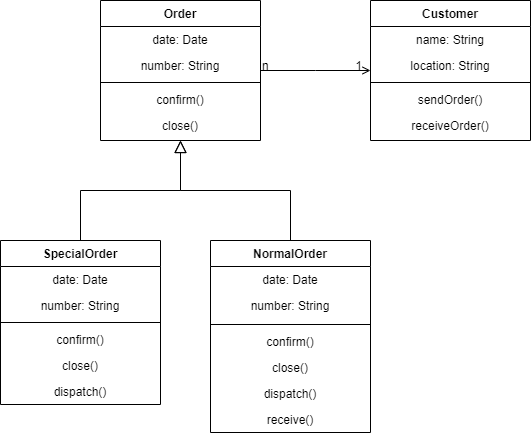 Order
date: Date
number: String
confirm()
close()
n
1
Customer
name: String
location: String
sendOrder()
receiveOrder()
SpecialOrder
date: Date
number: String
confirm()
close()
dispatch()
NormalOrder
date: Date
number: String
confirm()
close()
dispatch()
receive()